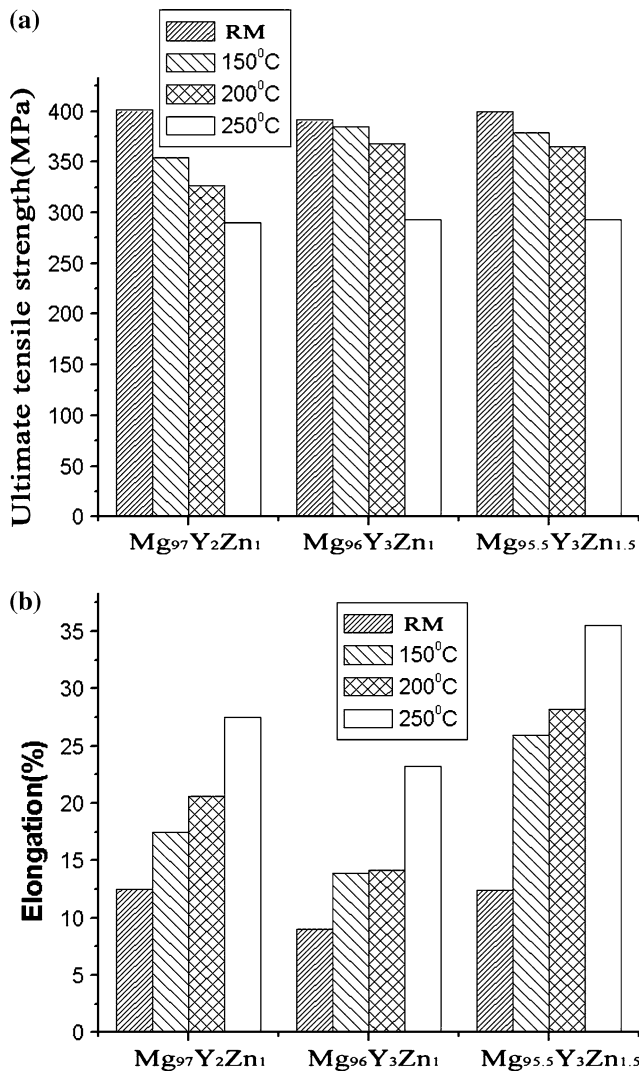 (a)
RM
150⁰C
200⁰C
250⁰C
Ultimate tensile strength(MPa)
400
350
300
250
200
150
100
50
0
Mg₉₇Y₂Zn₁ Mg₉₆Y₃Zn₁ Mg₉₅.₅Y₃Zn₁.₅
(b)
RM
150⁰C
200⁰C
250⁰C
Elongation(%)
35
30
25
20
15
10
5
0
Mg₉₇Y₂Zn₁ Mg₉₆Y₃Zn₁ Mg₉₅.₅Y₃Zn₁.₅